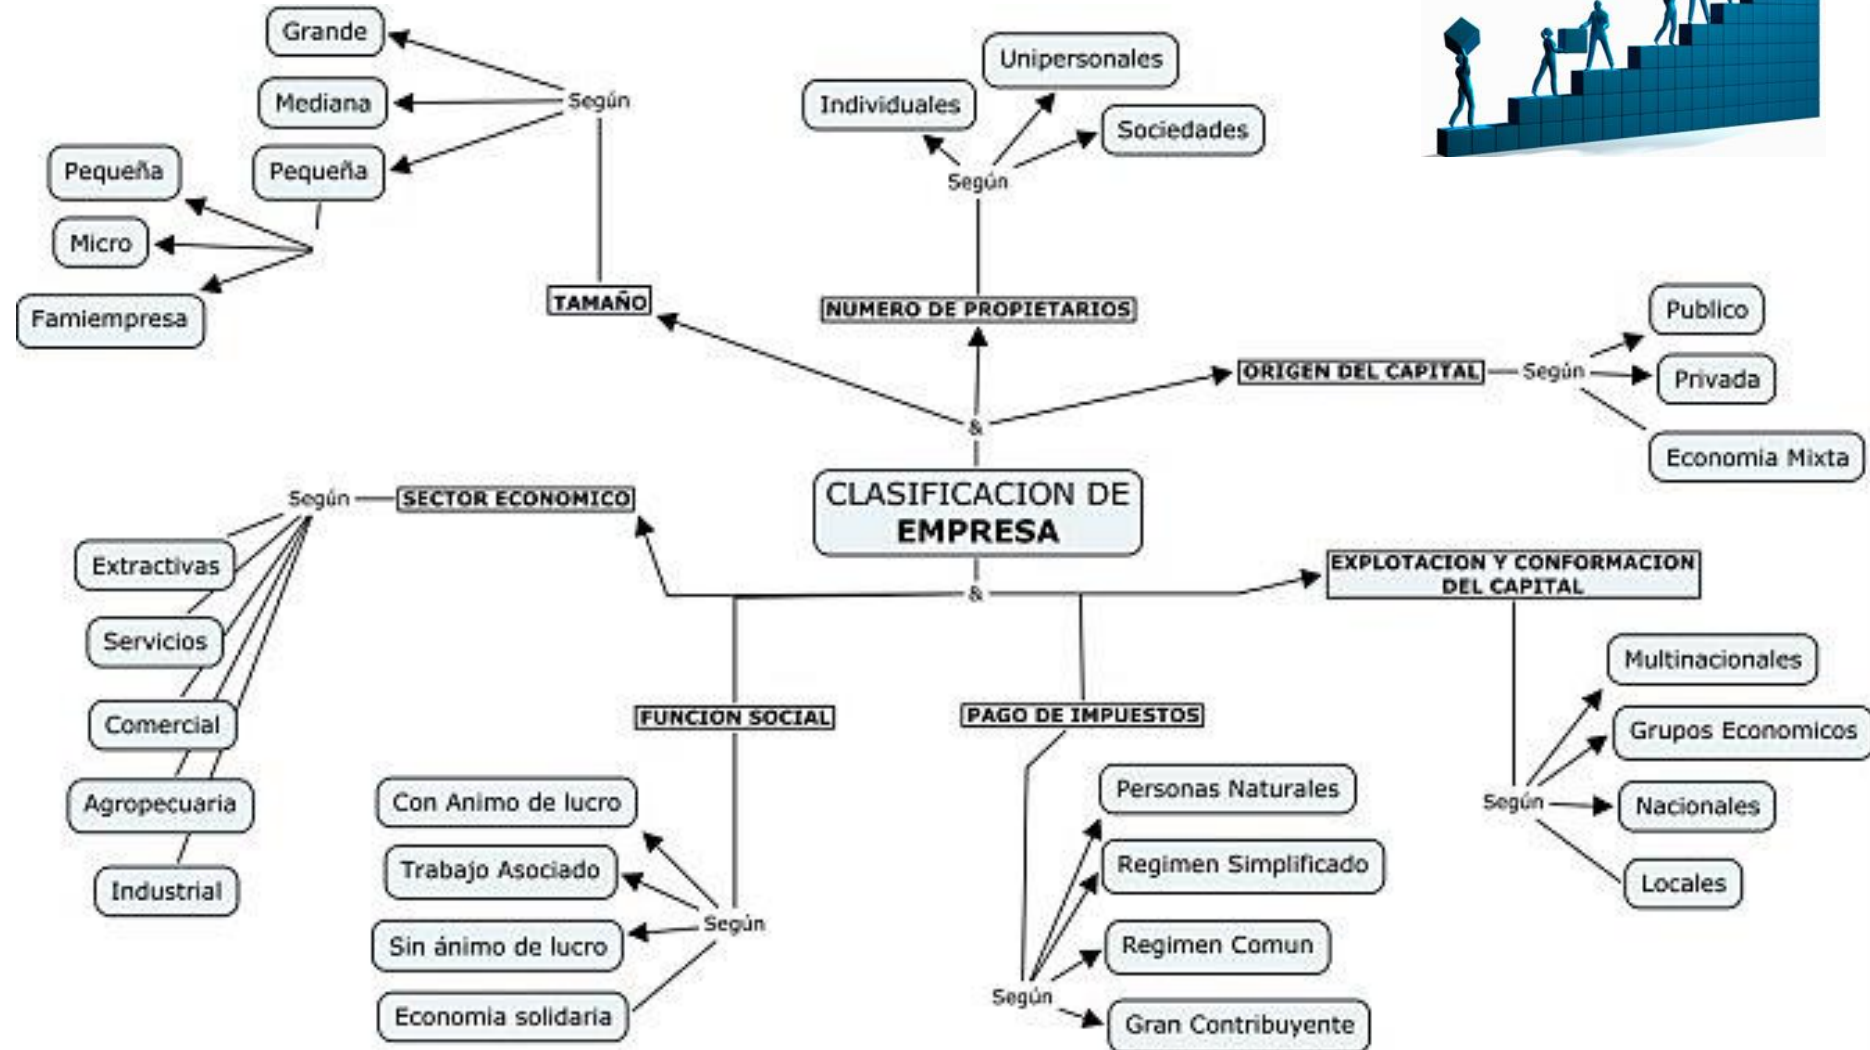 Grande
Mediana
Pequeña
Según
Pequeña
Micro
Famiempresa
TAMAÑO
Unipersonales
Individuales
Sociedades
Según
NUMERO DE PROPIETARIOS
ORIGEN DEL CAPITAL
Según
Publico
Privada
Economia Mixta
&
CLASIFICACION DE
EMPRESA
&
SECTOR ECONOMICO
Según
Extractivas
Servicios
Comercial
Agropecuaria
Industrial
FUNCION SOCIAL
Según
Con Animo de lucro
Trabajo Asociado
Sin ánimo de lucro
Economia solidaria
PAGO DE IMPUESTOS
Según
Personas Naturales
Regimen Simplificado
Regimen Comun
Gran Contribuyente
EXPLOTACION Y CONFORMACION
DEL CAPITAL
Según
Multinacionales
Grupos Economicos
Nacionales
Locales